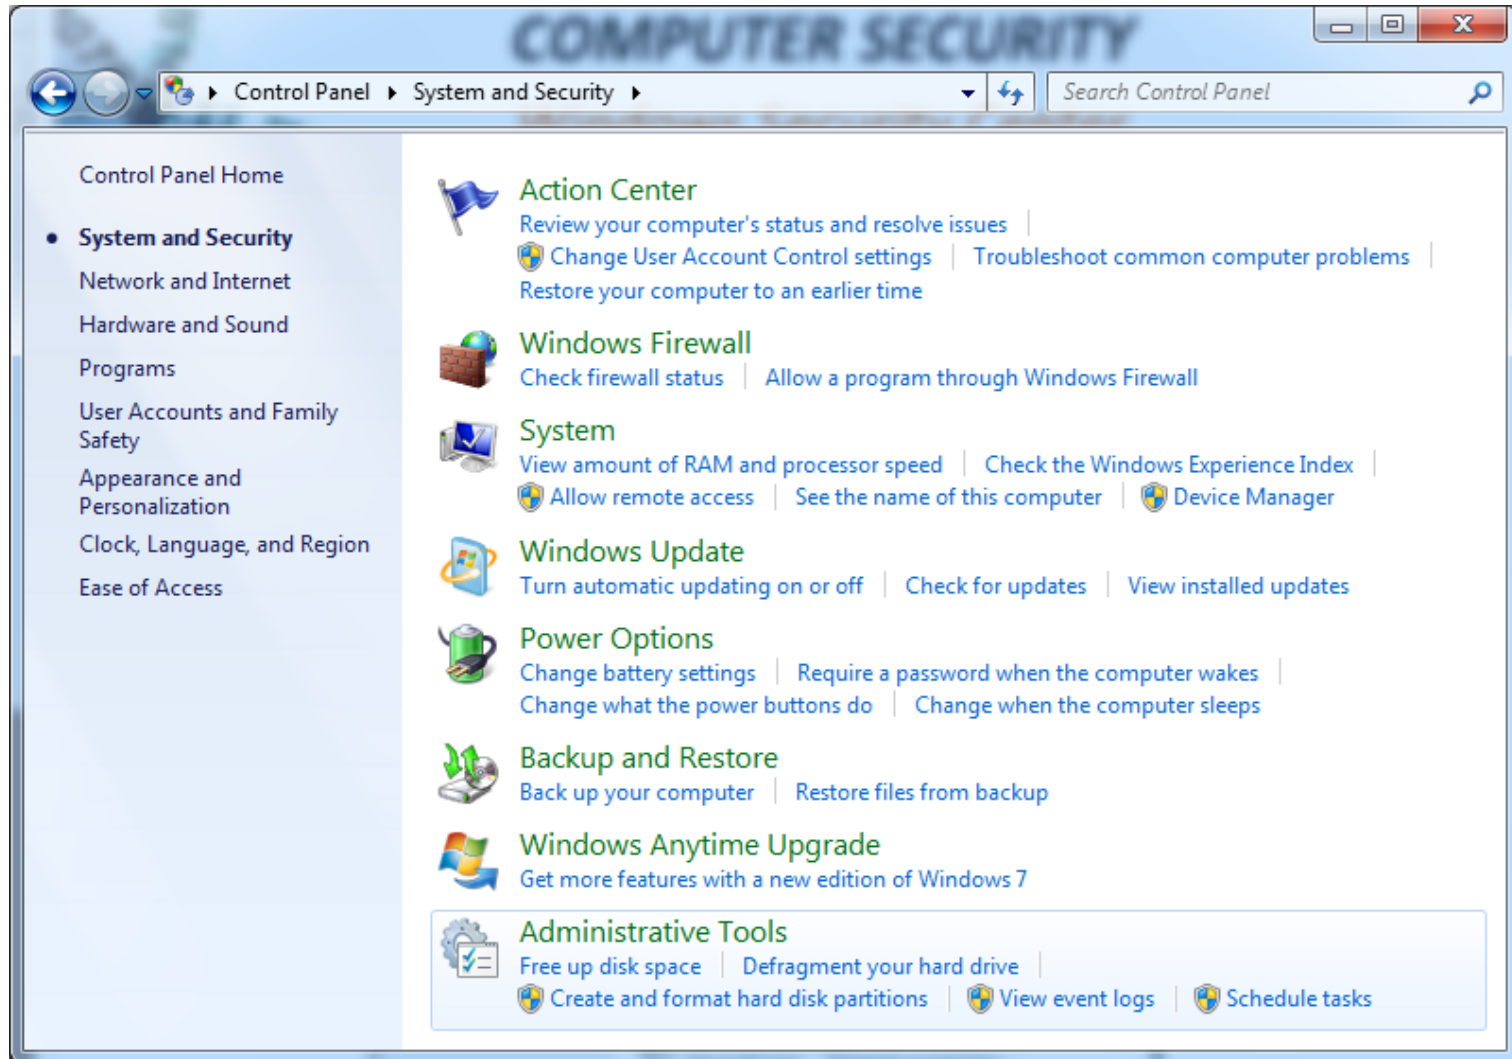 COMPUTER SECURITY
Control Panel System and Security Search Control Panel
Windows Security Center
Control Panel Home
System and Security
Network and Internet
Hardware and Sound
Programs
User Accounts and Family
Safety
Appearance and
Personalization
Clock, Language, and Region
Ease of Access
Action Center
Review your computer's status and resolve issues
Change User Account Control settings Troubleshoot common computer problems
Restore your computer to an earlier time
Windows Firewall
Check firewall status Allow a program through Windows Firewall
System
View amount of RAM and processor speed Check the Windows Experience Index
Allow remote access See the name of this computer Device Manager
Windows Update
Turn automatic updating on or off Check for updates View installed updates
Power Options
Change battery settings Require a password when the computer wakes
Change what the power buttons do Change when the computer sleeps
Backup and Restore
Back up your computer Restore files from backup
Windows Anytime Upgrade
Get more features with a new edition of Windows 7
Administrative Tools
Free up disk space Defragment your hard drive
Create and format hard disk partitions View event logs Schedule tasks